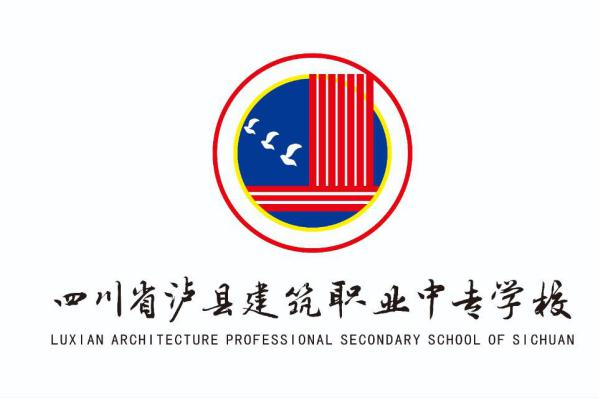 四川省泸县建筑职业中专学校
LUXIAN ARCHITECTURE PROFESSIONAL SECONDARY SCHOOL OF SICHUAN